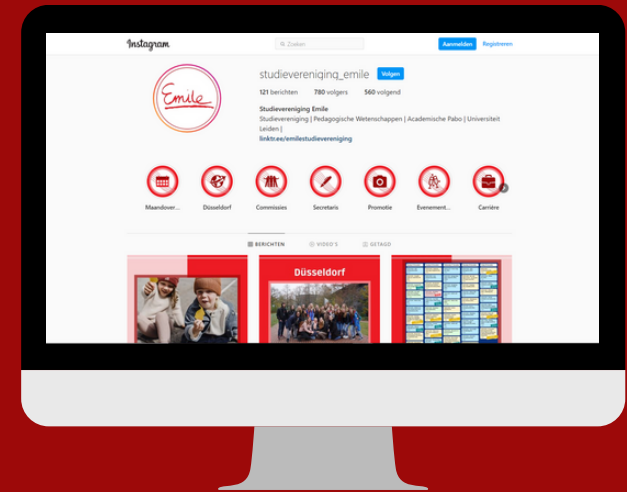 Instagram
Zoeken
Aanmelden Registreren
Emile
studievereniging_emile Volgen
121 berichten 780 volgers 560 volgend
Studievereniging Emile
Studievereniging | Pedagogische Wetenschappen | Academische Pabo | Universiteit
Leiden |
linktr.ee/emilestudievereniging
Maandover... Düsseldorf Commissies Secretaris Promotie Evenement... Carrière
BERICHTEN VIDEO'S GETAGD
Düsseldorf